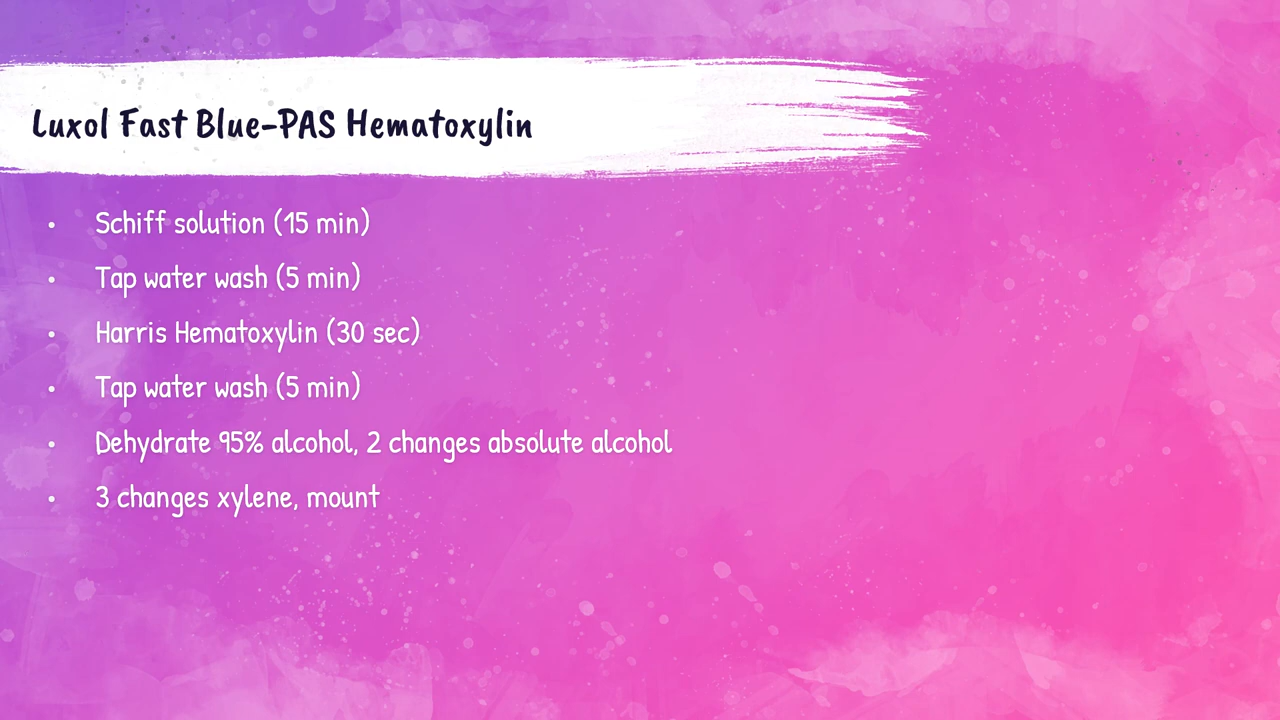 Luxol Fast Blue-PAS Hematoxylin
• Schiff solution (15 min)
• Tap water wash (5 min)
• Harris Hematoxylin (30 sec)
• Tap water wash (5 min)
• Dehydrate 95% alcohol, 2 changes absolute alcohol
• 3 changes xylene, mount